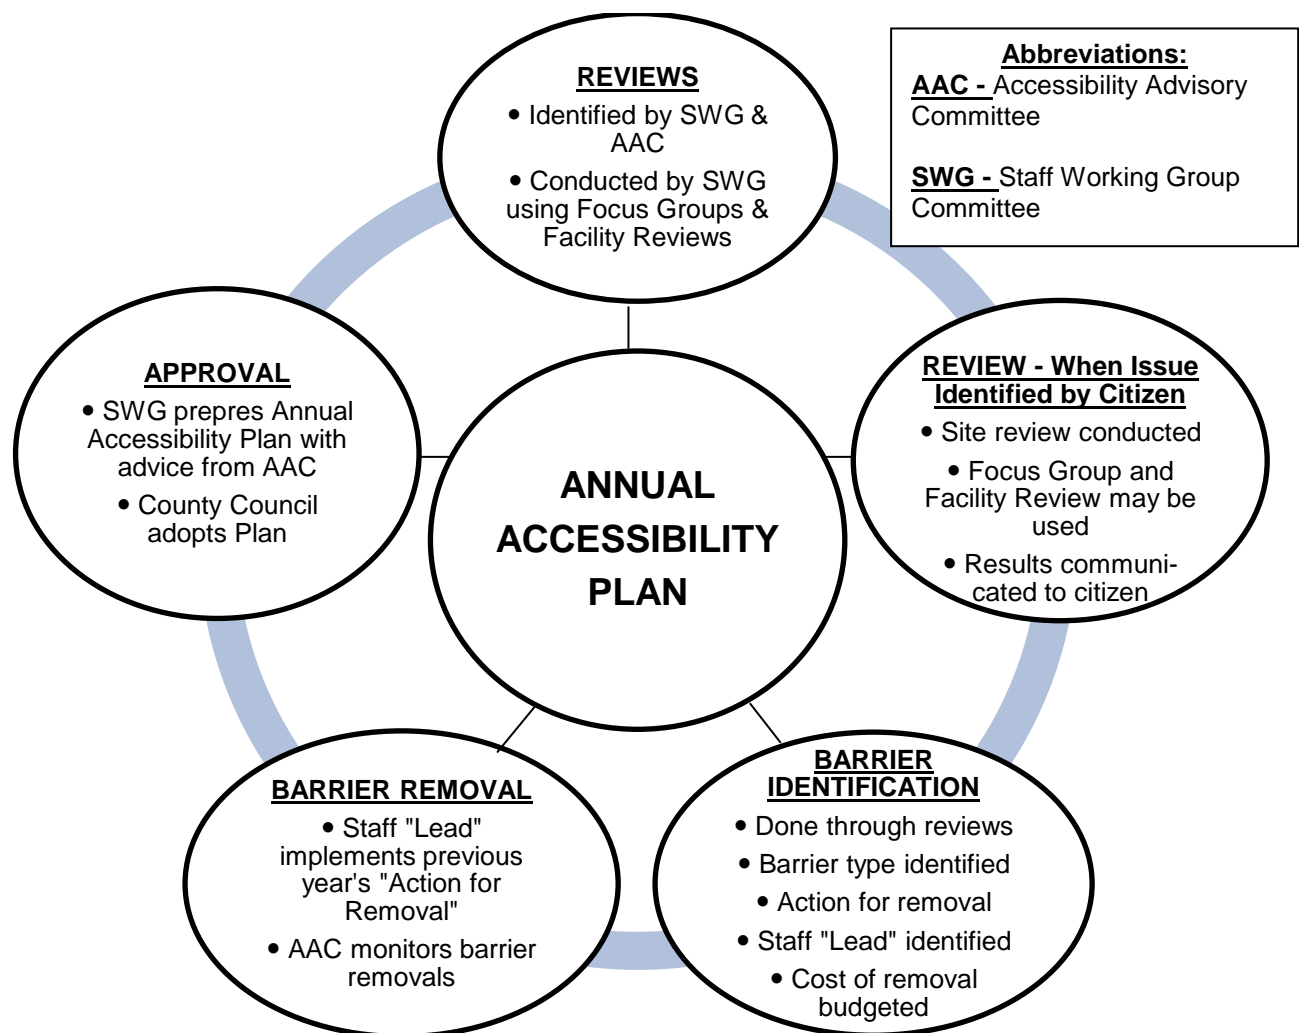 REVIEWS
• Identified by SWG &
AAC
• Conducted by SWG
using Focus Groups &
Facility Reviews
Abbreviations:
AAC - Accessibility Advisory
Committee
SWG - Staff Working Group
Committee
REVIEW - When Issue
Identified by Citizen
• Site review conducted
• Focus Group and
Facility Review may be
used
• Results communi-
cated to citizen
BARRIER
IDENTIFICATION
• Done through reviews
• Barrier type identified
• Action for removal
• Staff "Lead" identified
• Cost of removal
budgeted
BARRIER REMOVAL
• Staff "Lead"
implements previous
year's "Action for
Removal"
• AAC monitors barrier
removals
APPROVAL
• SWG prepres Annual
Accessibility Plan with
advice from AAC
• County Council
adopts Plan
ANNUAL
ACCESSIBILITY
PLAN